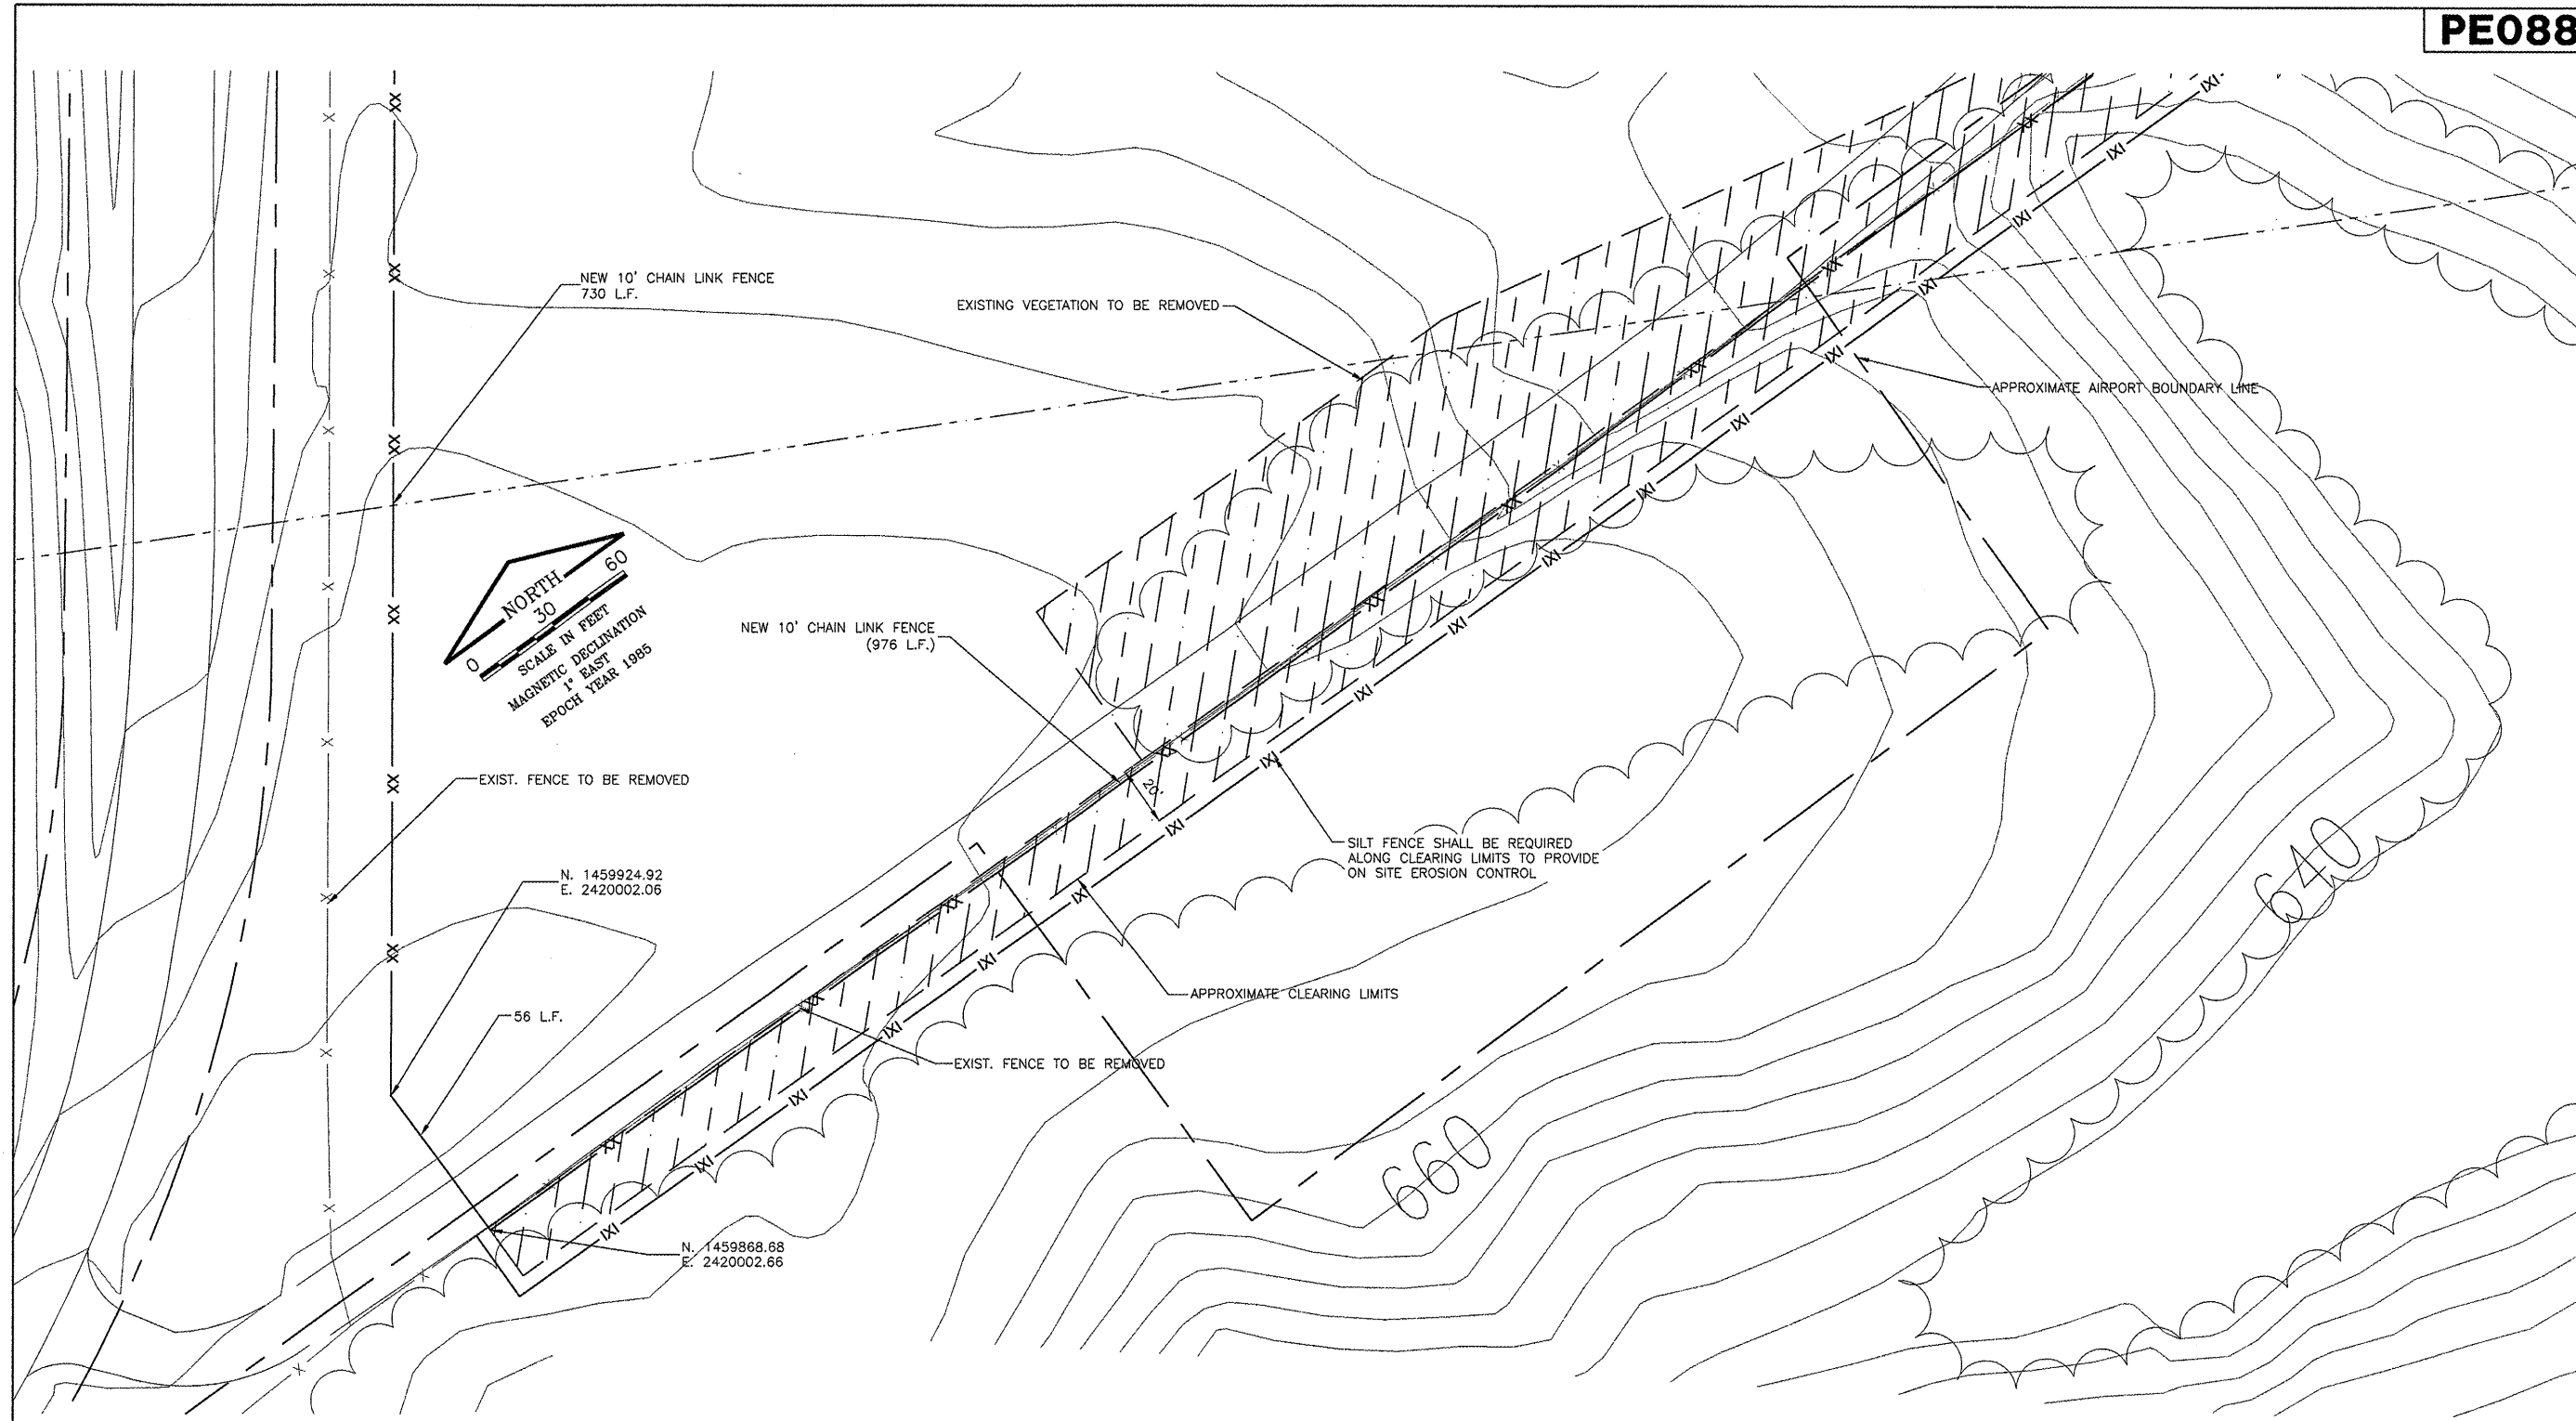 PE088
NEW 10' CHAIN LINK FENCE
730 L.F.
EXISTING VEGETATION TO BE REMOVED
APPROXIMATE AIRPORT BOUNDARY LINE
NORTH
0 30 60
SCALE IN FEET
MAGNETIC DECLINATION
1° EAST
EPOCH YEAR 1985
NEW 10' CHAIN LINK FENCE
(976 L.F.)
EXIST. FENCE TO BE REMOVED
20'
SILT FENCE SHALL BE REQUIRED
ALONG CLEARING LIMITS TO PROVIDE
ON SITE EROSION CONTROL
N. 1459924.92
E. 2420002.06
640
APPROXIMATE CLEARING LIMITS
56 L.F.
EXIST. FENCE TO BE REMOVED
660
N. 1459868.68
E. 2420002.66